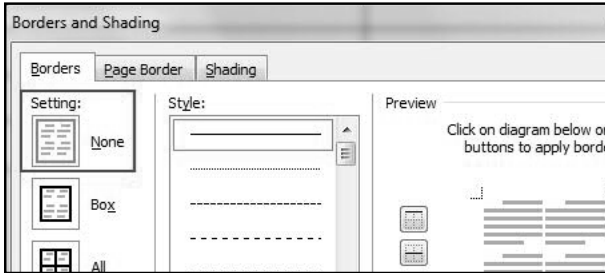 Borders and Shading
Borders Page Border Shading
Setting:
None
Box
All
Style:
Preview
Click on diagram below or
buttons to apply borde